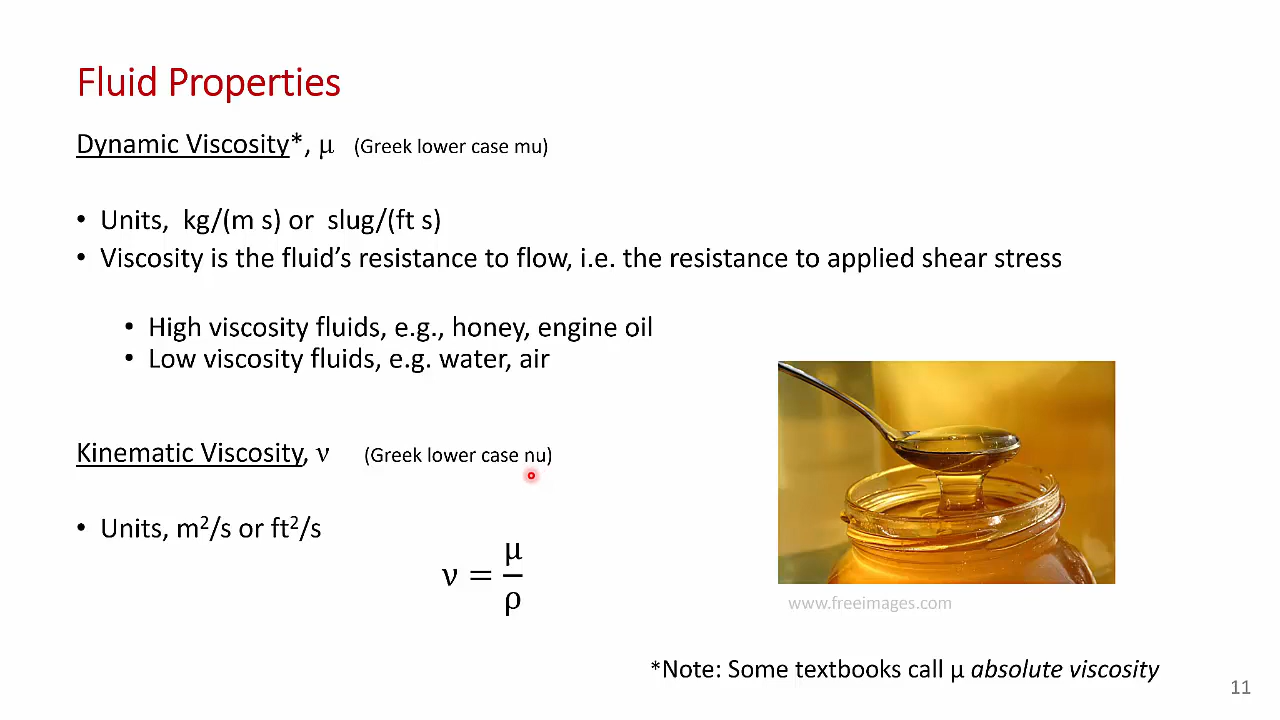 Fluid Properties
Dynamic Viscosity*, μ (Greek lower case mu)
• Units, kg/(m s) or slug/(ft s)
• Viscosity is the fluid’s resistance to flow, i.e. the resistance to applied shear stress
• High viscosity fluids, e.g., honey, engine oil
• Low viscosity fluids, e.g. water, air
Kinematic Viscosity, ν (Greek lower case nu)
• Units, m²/s or ft²/s
ν = μ/ρ
www.freeimages.com
*Note: Some textbooks call μ absolute viscosity
11